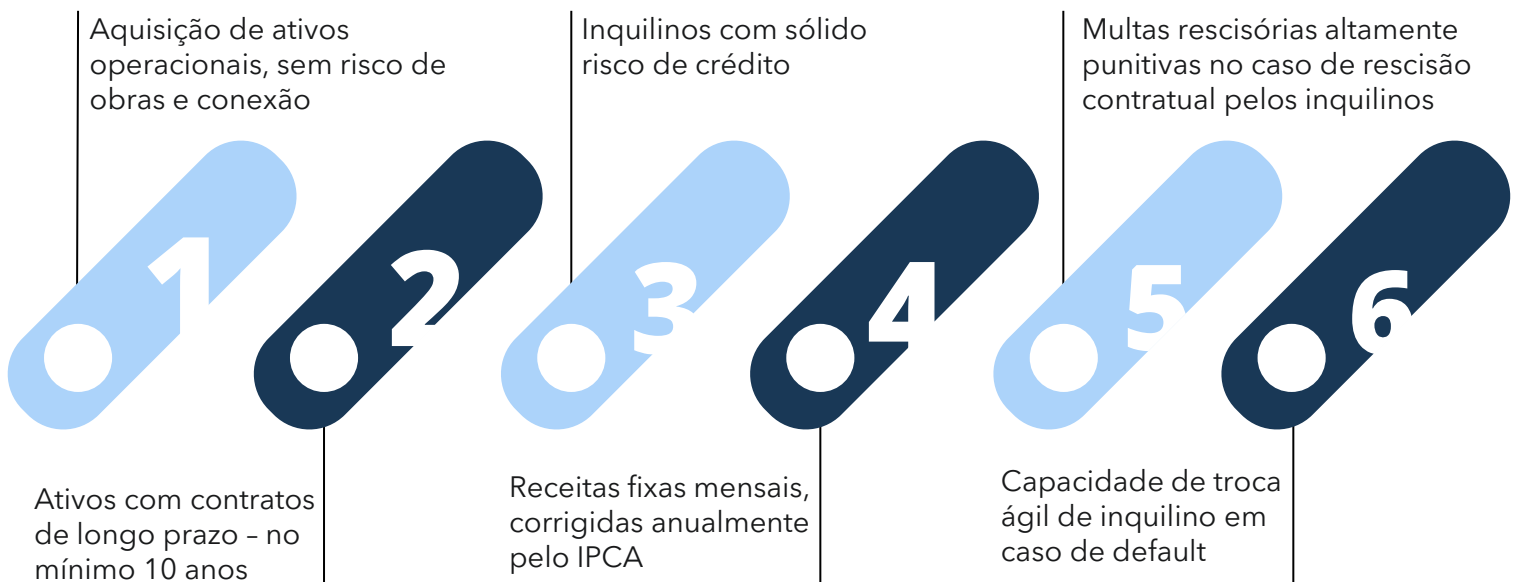 Aquisição de ativos
operacionais, sem risco de
obras e conexão
1
Ativos com contratos
de longo prazo – no
mínimo 10 anos
2
Inquilinos com sólido
risco de crédito
3
Receitas fixas mensais,
corrigidas anualmente
pelo IPCA
4
Multas rescisórias altamente
punitivas no caso de rescisão
contratual pelos inquilinos
5
Capacidade de troca
ágil de inquilino em
caso de default
6